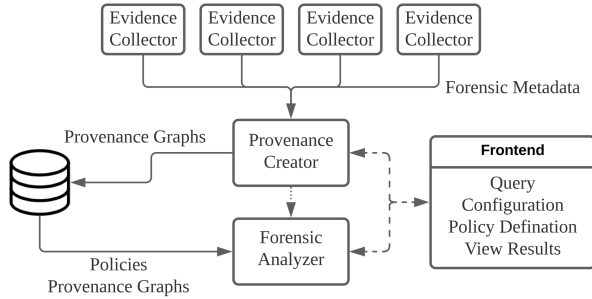 Evidence
Collector
Evidence
Collector
Evidence
Collector
Evidence
Collector
Forensic Metadata
Provenance Graphs
Provenance
Creator
Frontend
Query
Configuration
Policy Defination
View Results
Forensic
Analyzer
Policies
Provenance Graphs